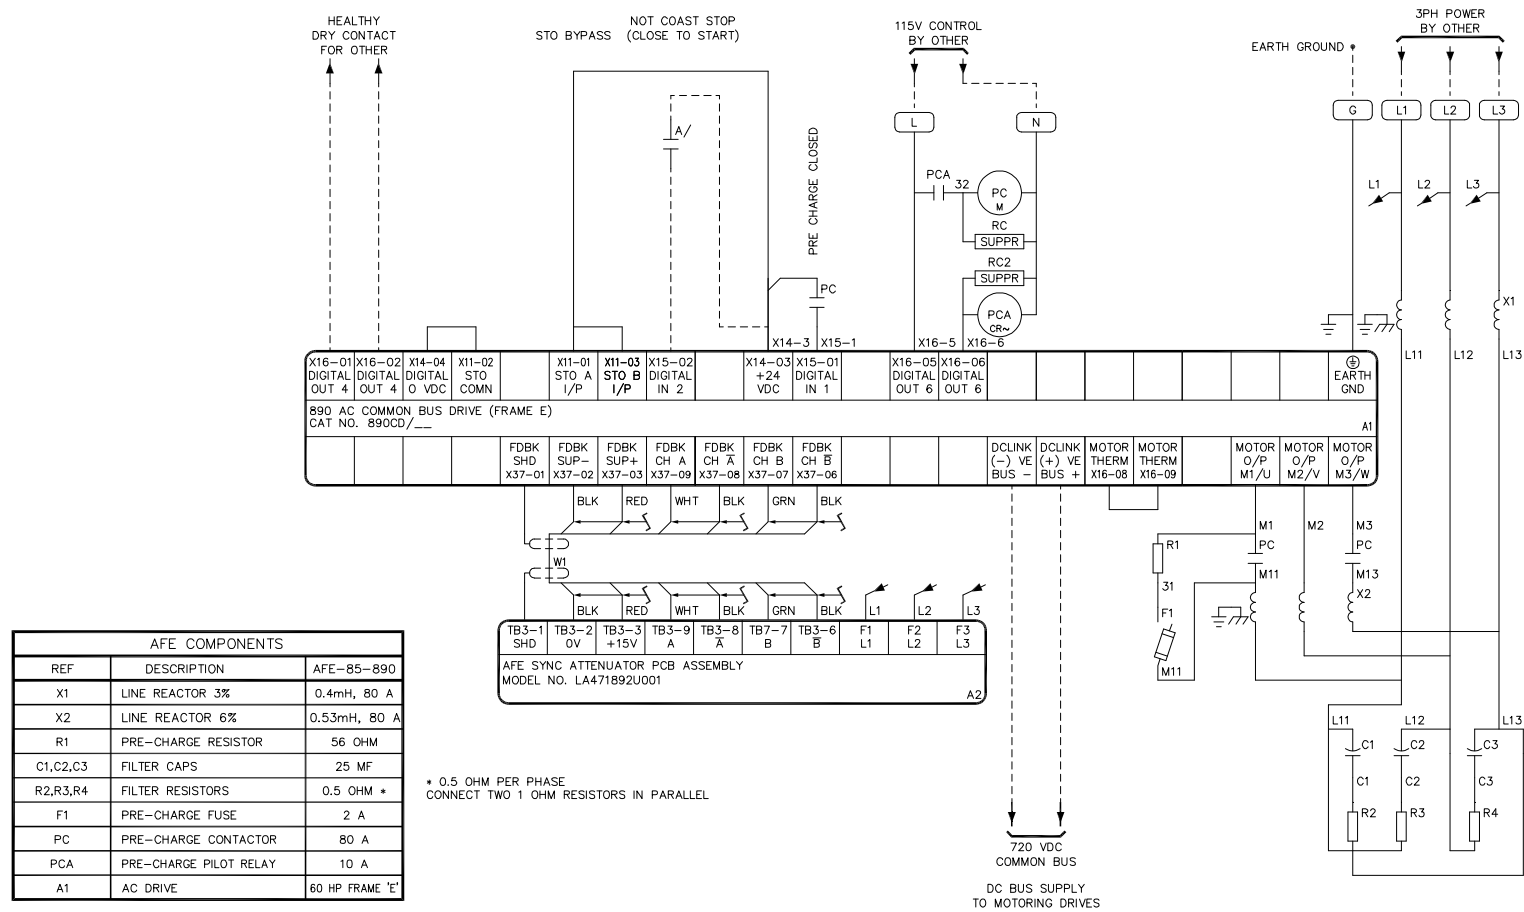 HEALTHY
DRY CONTACT
FOR OTHER
STO BYPASS
NOT COAST STOP
(CLOSE TO START)
115V CONTROL
BY OTHER
3PH POWER
BY OTHER
EARTH GROUND
G
L1
L2
L3
L
N
A/
PRE CHARGE CLOSED
PCA
32
PC
M
RC
SUPPR
RC2
SUPPR
PCA
CR~
PC
L1
L2
L3
X1
X14-3
X15-1
X16-5
X16-6
L11
L12
L13
X16-01
DIGITAL
OUT 4
X16-02
DIGITAL
OUT 4
X14-04
DIGITAL
O VDC
X11-02
STO
COMN
X11-01
STO A
I/P
X11-03
STO B
I/P
X15-02
DIGITAL
IN 2
X14-03
+24
VDC
X15-01
DIGITAL
IN 1
X16-05
DIGITAL
OUT 6
X16-06
DIGITAL
OUT 6
EARTH
GND
890 AC COMMON BUS DRIVE (FRAME E)
CAT NO. 890CD/__
A1
FDBK
SHD
X37-01
FDBK
SUP-
X37-02
FDBK
SUP+
X37-03
FDBK
CH A
X37-09
FDBK
CH A̅
X37-08
FDBK
CH B
X37-07
FDBK
CH B̅
X37-06
DCLINK
(-) VE
BUS -
DCLINK
(+) VE
BUS +
MOTOR
THERM
X16-08
MOTOR
THERM
X16-09
MOTOR
O/P
M1/U
MOTOR
O/P
M2/V
MOTOR
O/P
M3/W
BLK
RED
WHT
BLK
GRN
BLK
W1
BLK
RED
WHT
BLK
GRN
BLK
L1
L2
L3
M1
M2
M3
R1
PC
PC
M11
M13
31
X2
F1
M11
TB3-1
SHD
TB3-2
0V
TB3-3
+15V
TB3-9
A
TB3-8
A̅
TB7-7
B
TB3-6
B̅
F1
L1
F2
L2
F3
L3
AFE SYNC ATTENUATOR PCB ASSEMBLY
MODEL NO. LA471892U001
A2
AFE COMPONENTS
REF DESCRIPTION AFE-85-890
X1 LINE REACTOR 3% 0.4mH, 80 A
X2 LINE REACTOR 6% 0.53mH, 80 A
R1 PRE-CHARGE RESISTOR 56 OHM
C1,C2,C3 FILTER CAPS 25 MF
R2,R3,R4 FILTER RESISTORS 0.5 OHM *
F1 PRE-CHARGE FUSE 2 A
PC PRE-CHARGE CONTACTOR 80 A
PCA PRE-CHARGE PILOT RELAY 10 A
A1 AC DRIVE 60 HP FRAME 'E'
* 0.5 OHM PER PHASE
CONNECT TWO 1 OHM RESISTORS IN PARALLEL
L11
L12
L13
C1
C2
C3
C1
C2
C3
R2
R3
R4
720 VDC
COMMON BUS
DC BUS SUPPLY
TO MOTORING DRIVES